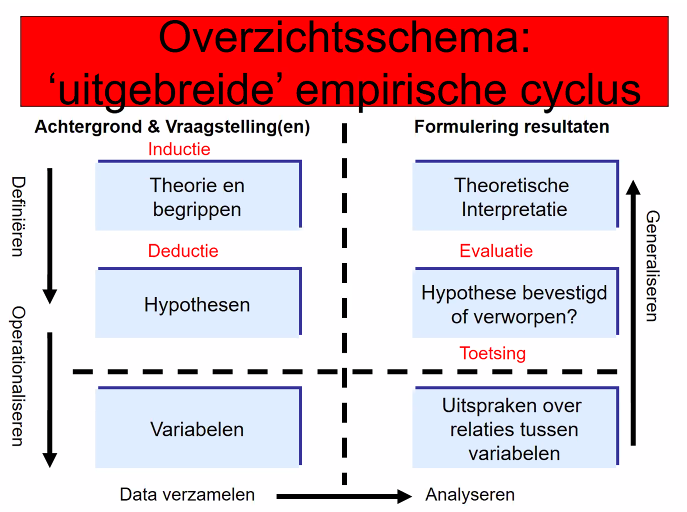 Overzichtsschema:
‘uitgebreide’ empirische cyclus
Achtergrond & Vraagstelling(en)
Inductie
Theorie en
begrippen
Deductie
Hypothesen
Variabelen
Definiëren
Operationaliseren
Data verzamelen
Formulering resultaten
Theoretische
Interpretatie
Evaluatie
Hypothese bevestigd
of verworpen?
Toetsing
Uitspraken over
relaties tussen
variabelen
Generaliseren
Analyseren